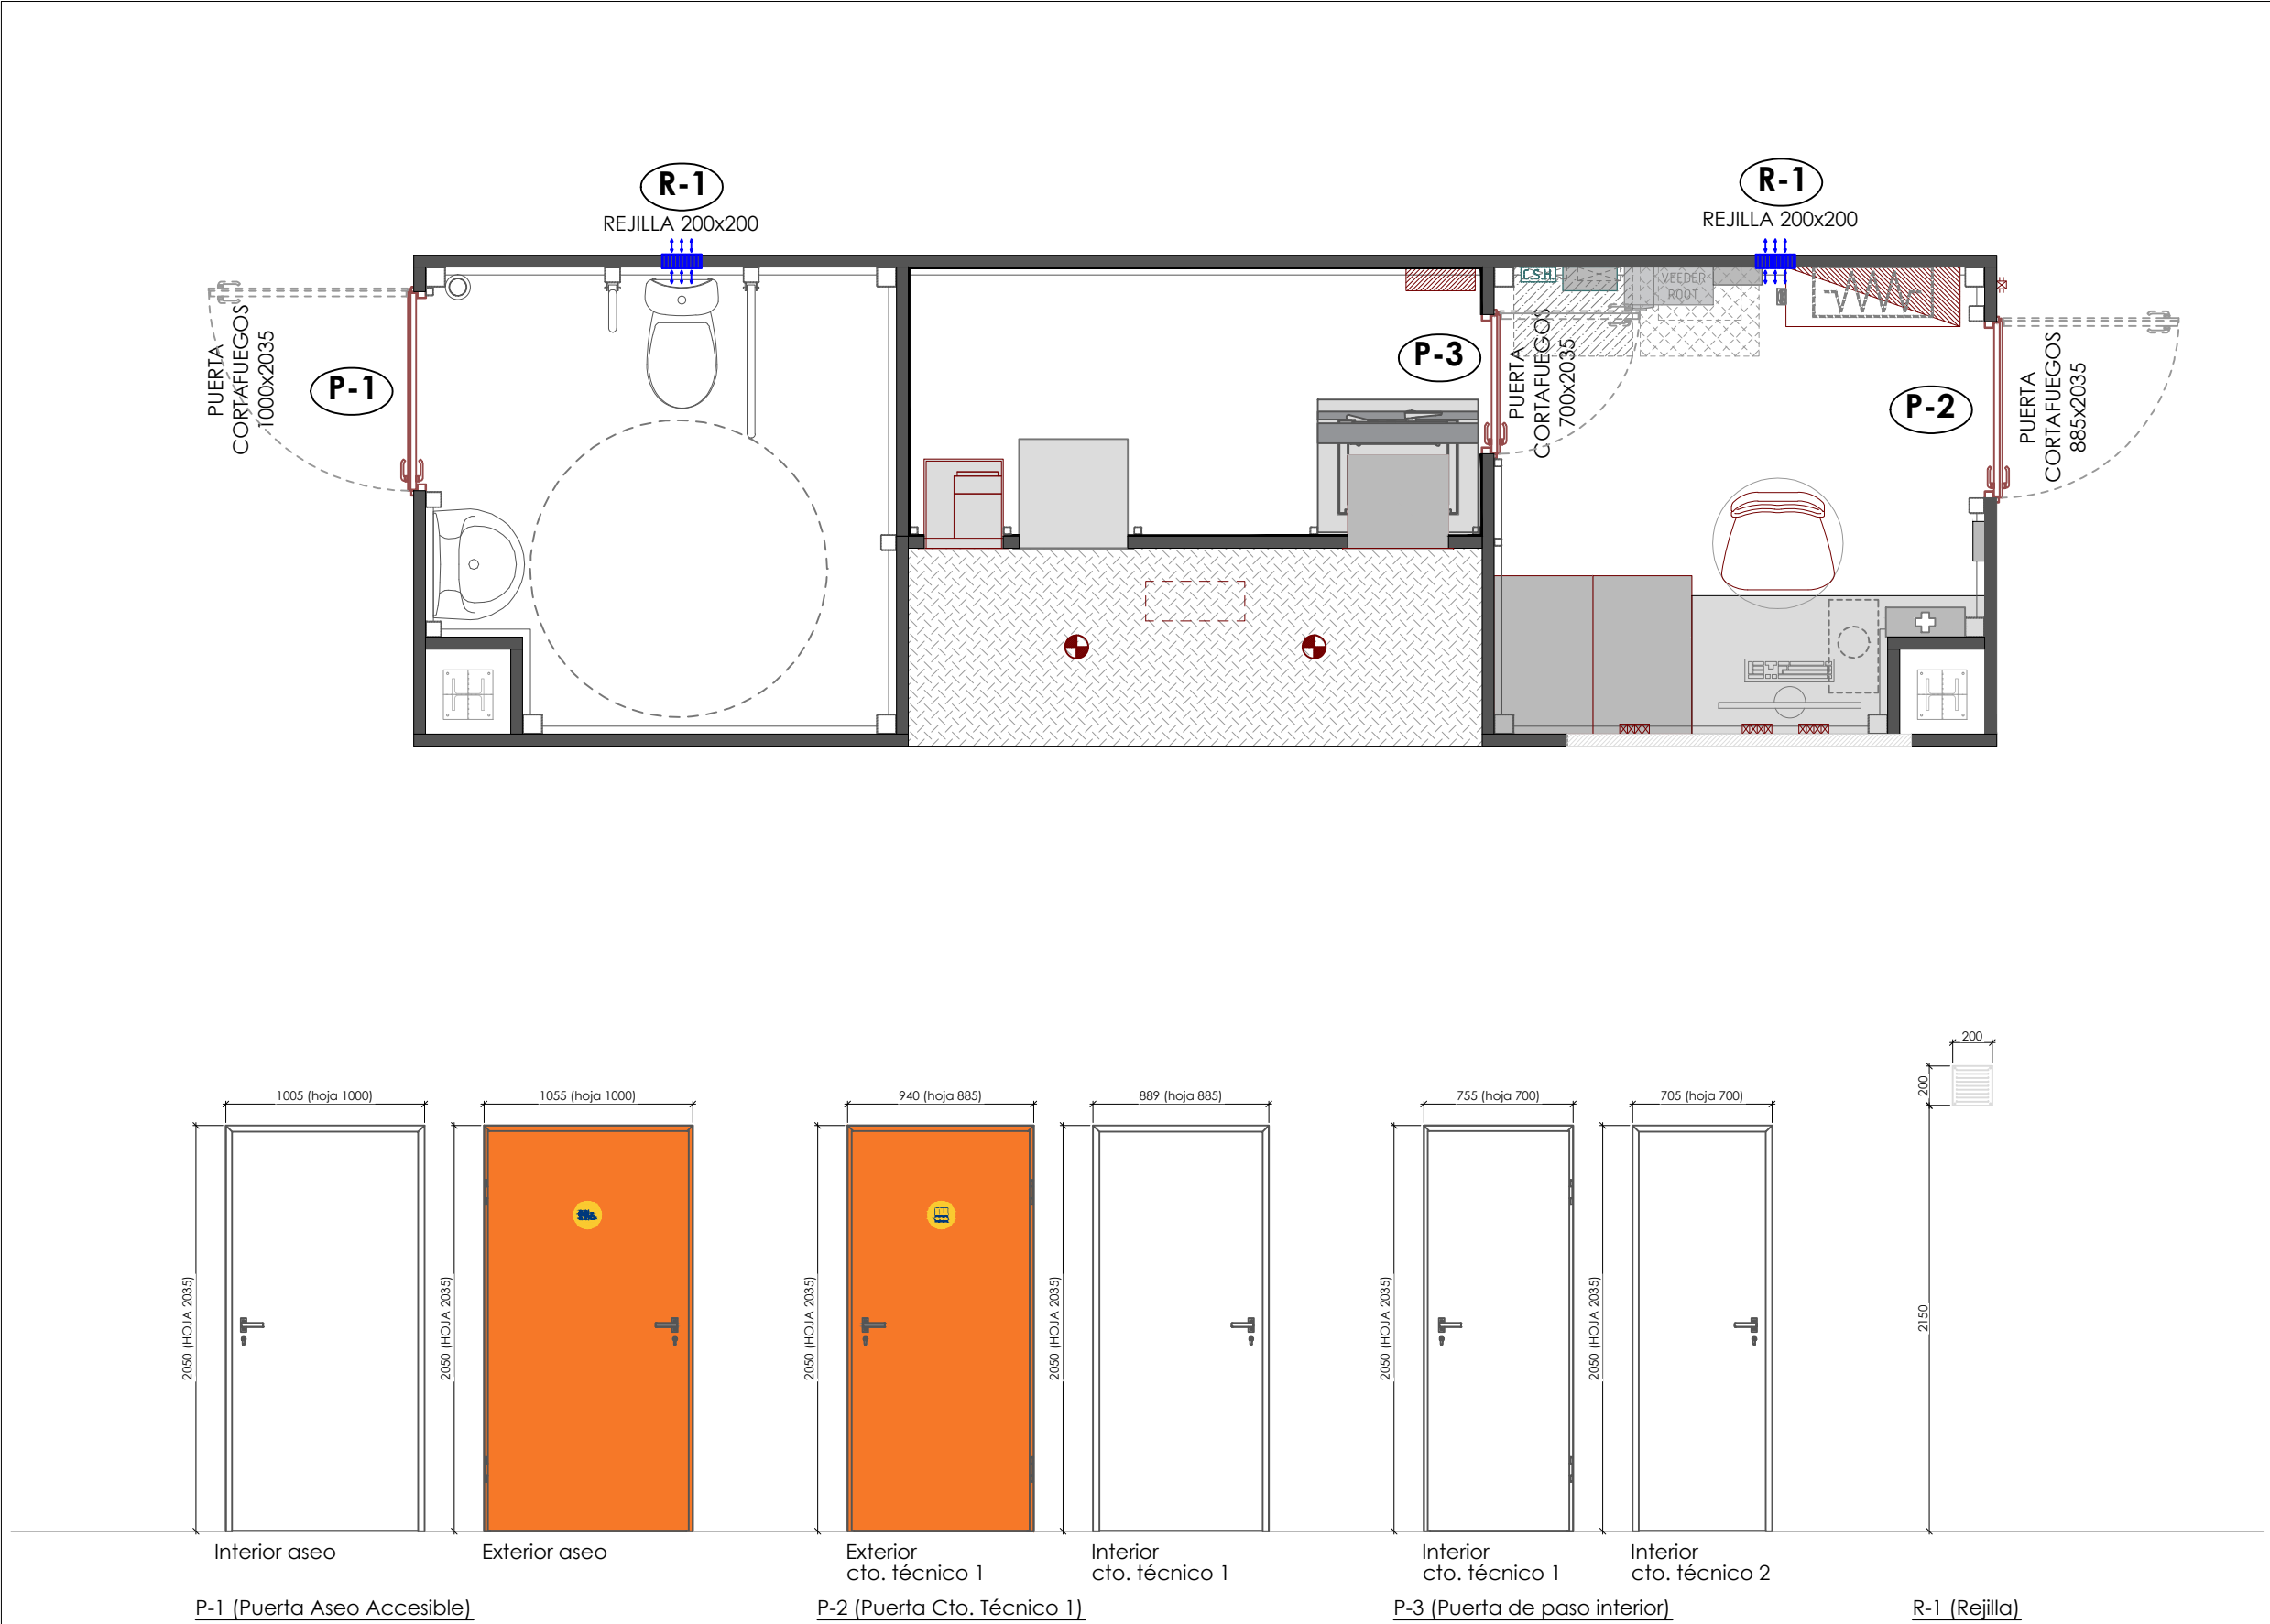 R-1
REJILLA 200x200
R-1
REJILLA 200x200
PUERTA
CORTAFUEGOS
1000x2035
P-1
P-3
PUERTA
CORTAFUEGOS
700x2035
C.S.H.
VEEDER
ROOT
P-2
PUERTA
CORTAFUEGOS
885x2035
1005 (hoja 1000)
1055 (hoja 1000)
940 (hoja 885)
889 (hoja 885)
755 (hoja 700)
705 (hoja 700)
200
200
2150
2050 (HOJA 2035)
2050 (HOJA 2035)
2050 (HOJA 2035)
2050 (HOJA 2035)
2050 (HOJA 2035)
2050 (HOJA 2035)
Interior aseo
Exterior aseo
Exterior
cto. técnico 1
Interior
cto. técnico 1
Interior
cto. técnico 1
Interior
cto. técnico 2
P-1 (Puerta Aseo Accesible)
P-2 (Puerta Cto. Técnico 1)
P-3 (Puerta de paso interior)
R-1 (Rejilla)